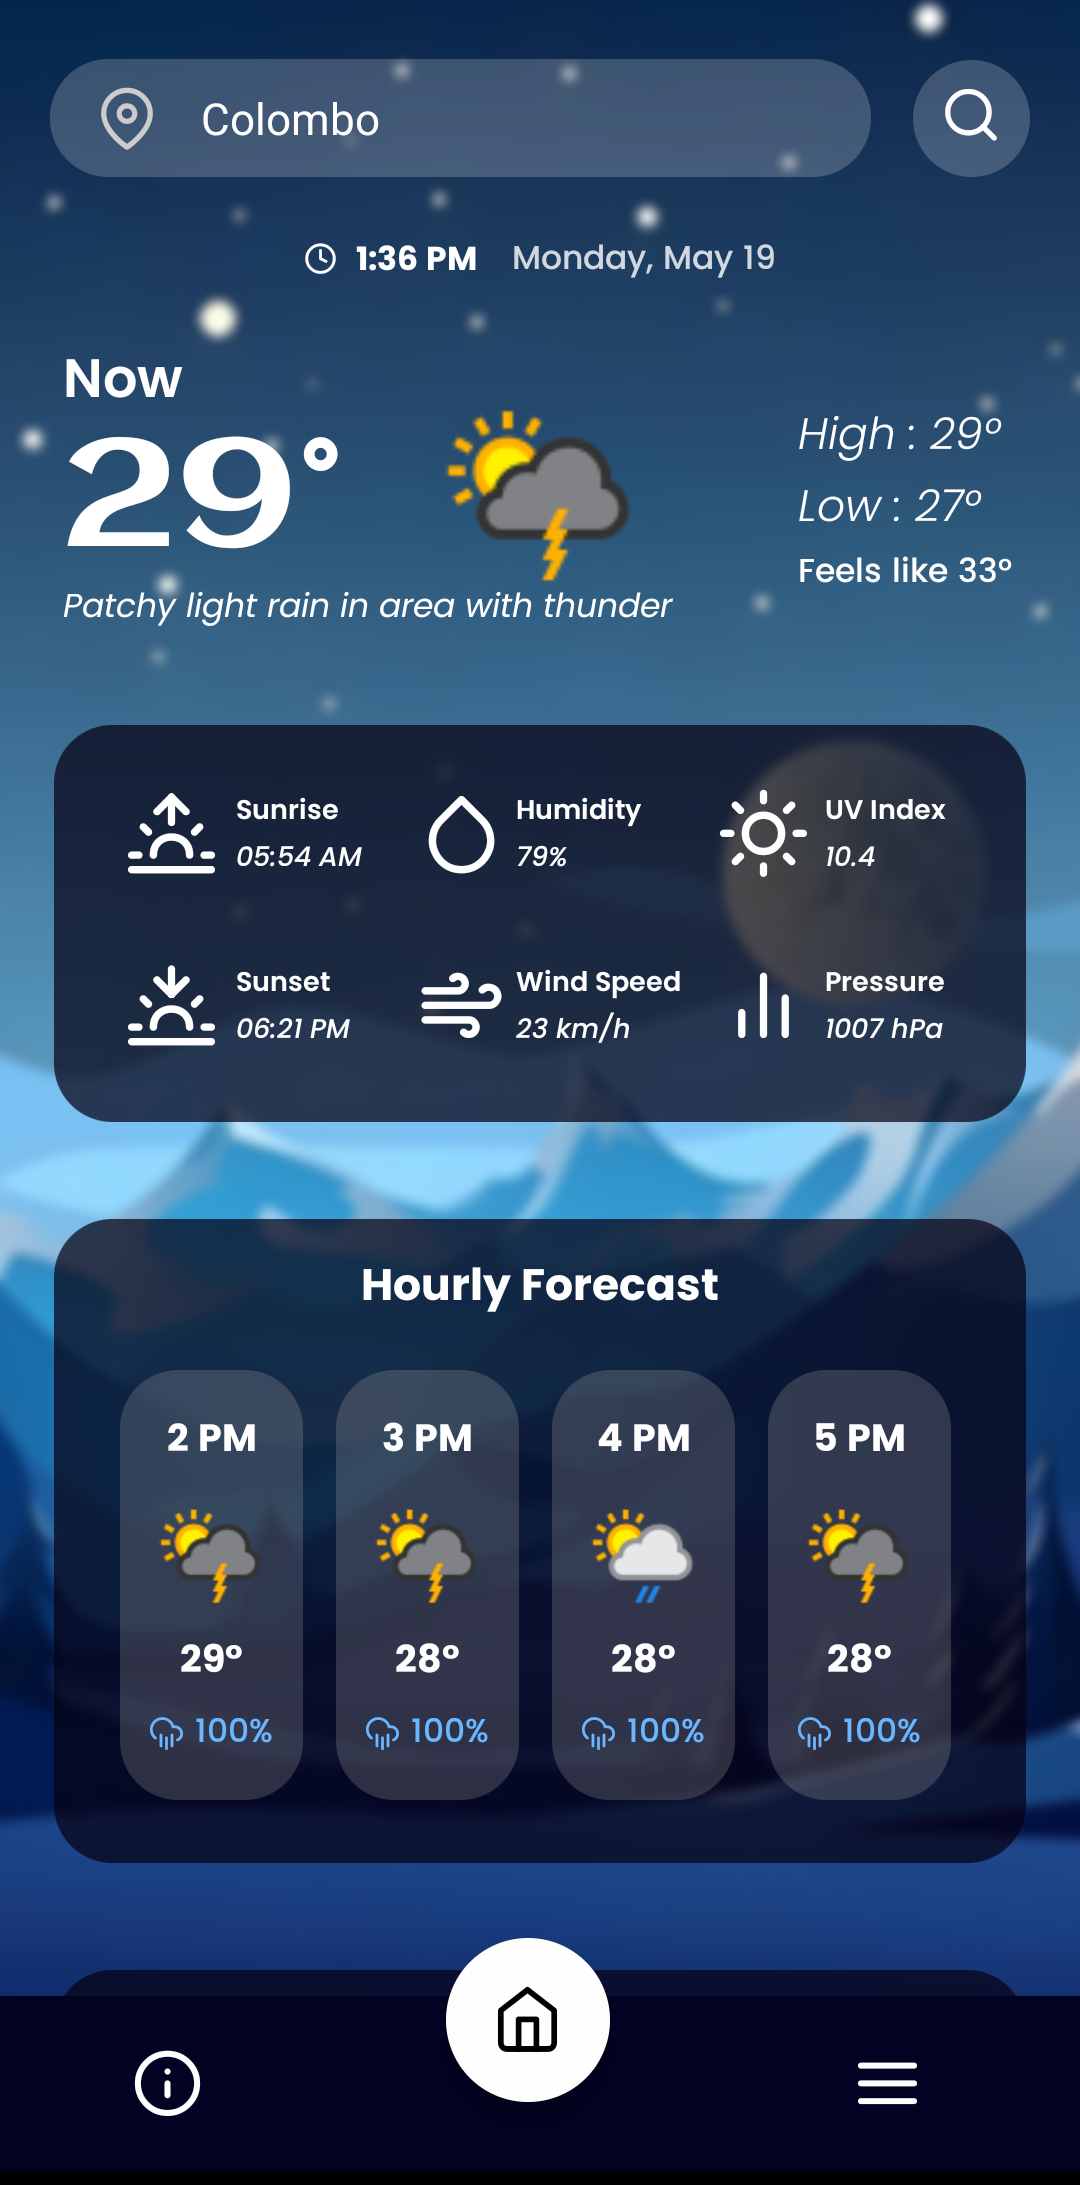 Colombo
1:36 PM Monday, May 19
Now
29°
High : 29°
Low : 27°
Feels like 33°
Patchy light rain in area with thunder
Sunrise
05:54 AM
Humidity
79%
UV Index
10.4
Sunset
06:21 PM
Wind Speed
23 km/h
Pressure
1007 hPa
Hourly Forecast
2 PM 3 PM 4 PM 5 PM
29° 28° 28° 28°
100% 100% 100% 100%